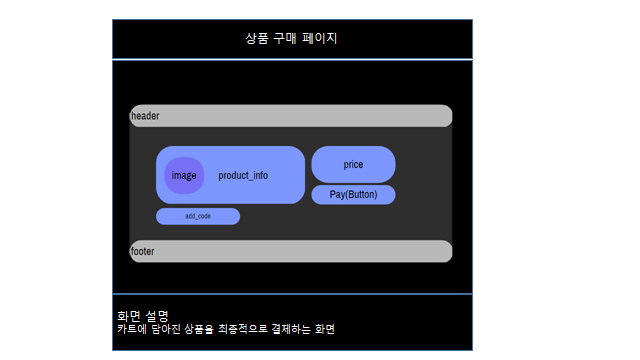 상품 구매 페이지
header
image
product_info
price
Pay(Button)
add_code
footer
화면 설명
카트에 담아진 상품을 최종적으로 결제하는 화면